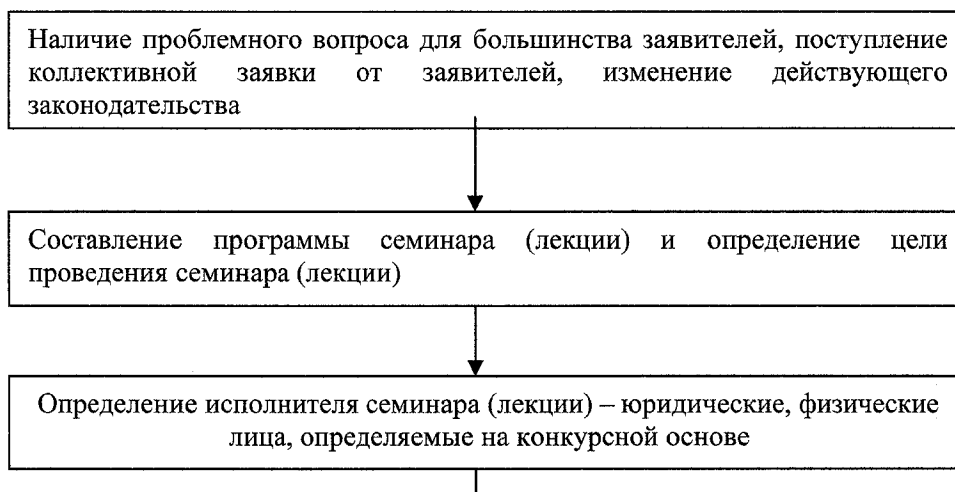 Наличие проблемного вопроса для большинства заявителей, поступление
коллективной заявки от заявителей, изменение действующего
законодательства
Составление программы семинара (лекции) и определение цели
проведения семинара (лекции)
Определение исполнителя семинара (лекции) – юридические, физические
лица, определяемые на конкурсной основе